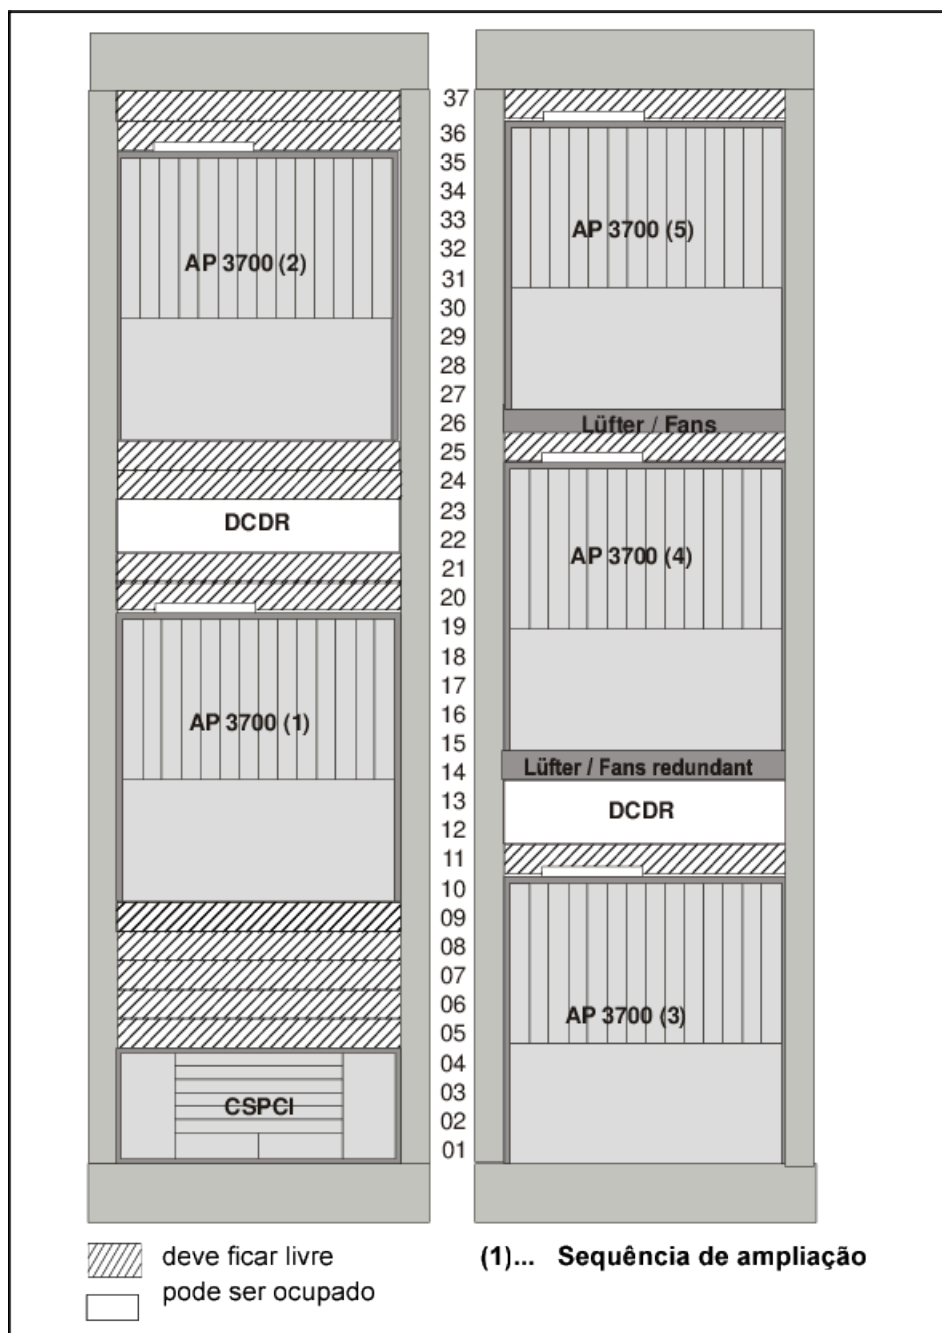 37
36
35
34
33
32
31
30
29
28
27
26
25
24
23
22
21
20
19
18
17
16
15
14
13
12
11
10
09
08
07
06
05
04
03
02
01
AP 3700 (2)
DCDR
AP 3700 (1)
CSPCI
AP 3700 (5)
Lüfter / Fans
AP 3700 (4)
Lüfter / Fans redundant
DCDR
AP 3700 (3)
deve ficar livre
pode ser ocupado
(1)... Sequência de ampliação